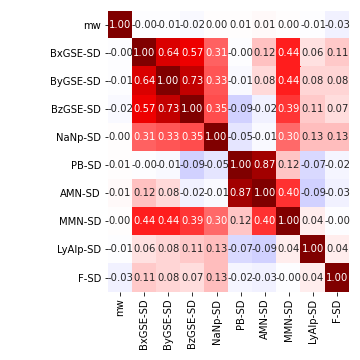 mw 1.00 -0.00 -0.01 -0.02 0.00 0.01 0.01 0.00 -0.01 -0.03
BxGSE-SD -0.00 1.00 0.64 0.57 0.31 -0.00 0.12 0.44 0.06 0.11
ByGSE-SD -0.01 0.64 1.00 0.73 0.33 -0.01 0.08 0.44 0.08 0.08
BzGSE-SD -0.02 0.57 0.73 1.00 0.35 -0.09 -0.02 0.39 0.11 0.07
NaNp-SD 0.00 0.31 0.33 0.35 1.00 -0.05 -0.01 0.30 0.13 0.13
PB-SD 0.01 -0.00 -0.01 -0.09 -0.05 1.00 0.87 0.12 -0.07 -0.02
AMN-SD 0.01 0.12 0.08 -0.02 -0.01 0.87 1.00 0.40 -0.09 -0.03
MMN-SD 0.00 0.44 0.44 0.39 0.30 0.12 0.40 1.00 0.04 -0.00
LyAlp-SD -0.01 0.06 0.08 0.11 0.13 -0.07 -0.09 0.04 1.00 0.04
F-SD -0.03 0.11 0.08 0.07 0.13 -0.02 -0.03 -0.00 0.04 1.00
mw BxGSE-SD ByGSE-SD BzGSE-SD NaNp-SD PB-SD AMN-SD MMN-SD LyAlp-SD F-SD